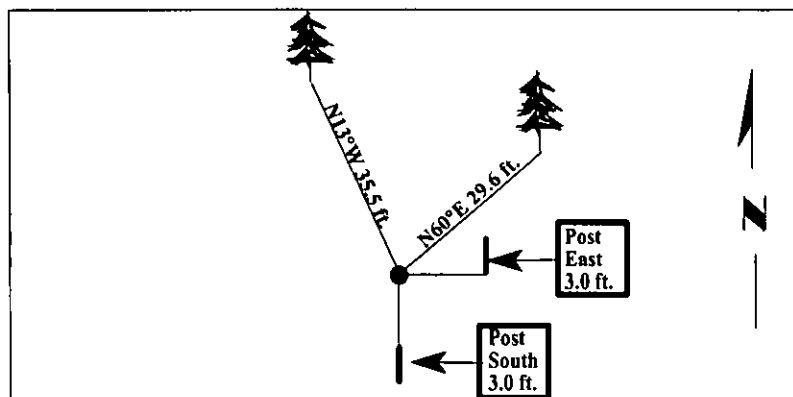 N13°W 35.5 ft.
N60°E 29.6 ft.
N
Post
East
3.0 ft.
Post
South
3.0 ft.